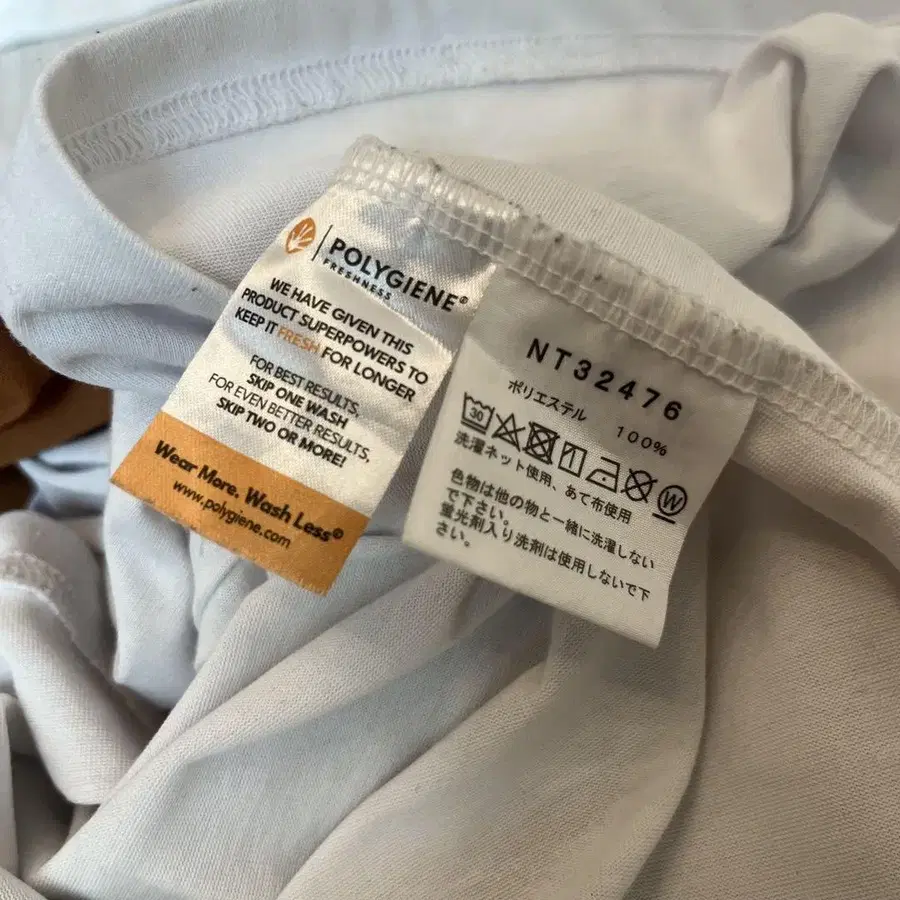 POLYGIENE®
FRESHNESS
WE HAVE GIVEN THIS
PRODUCT SUPERPOWERS TO
KEEP IT FRESH FOR LONGER
FOR BEST RESULTS,
SKIP ONE WASH
FOR EVEN BETTER RESULTS,
SKIP TWO OR MORE!
Wear More. Wash Less®
www.polygiene.com
NT32476
ポリエステル 100%
30 W
洗濯ネット使用、あて布使用
色物は他の物と一緒に洗濯しない
で下さい。
蛍光剤入り洗剤は使用しないで下
さい。